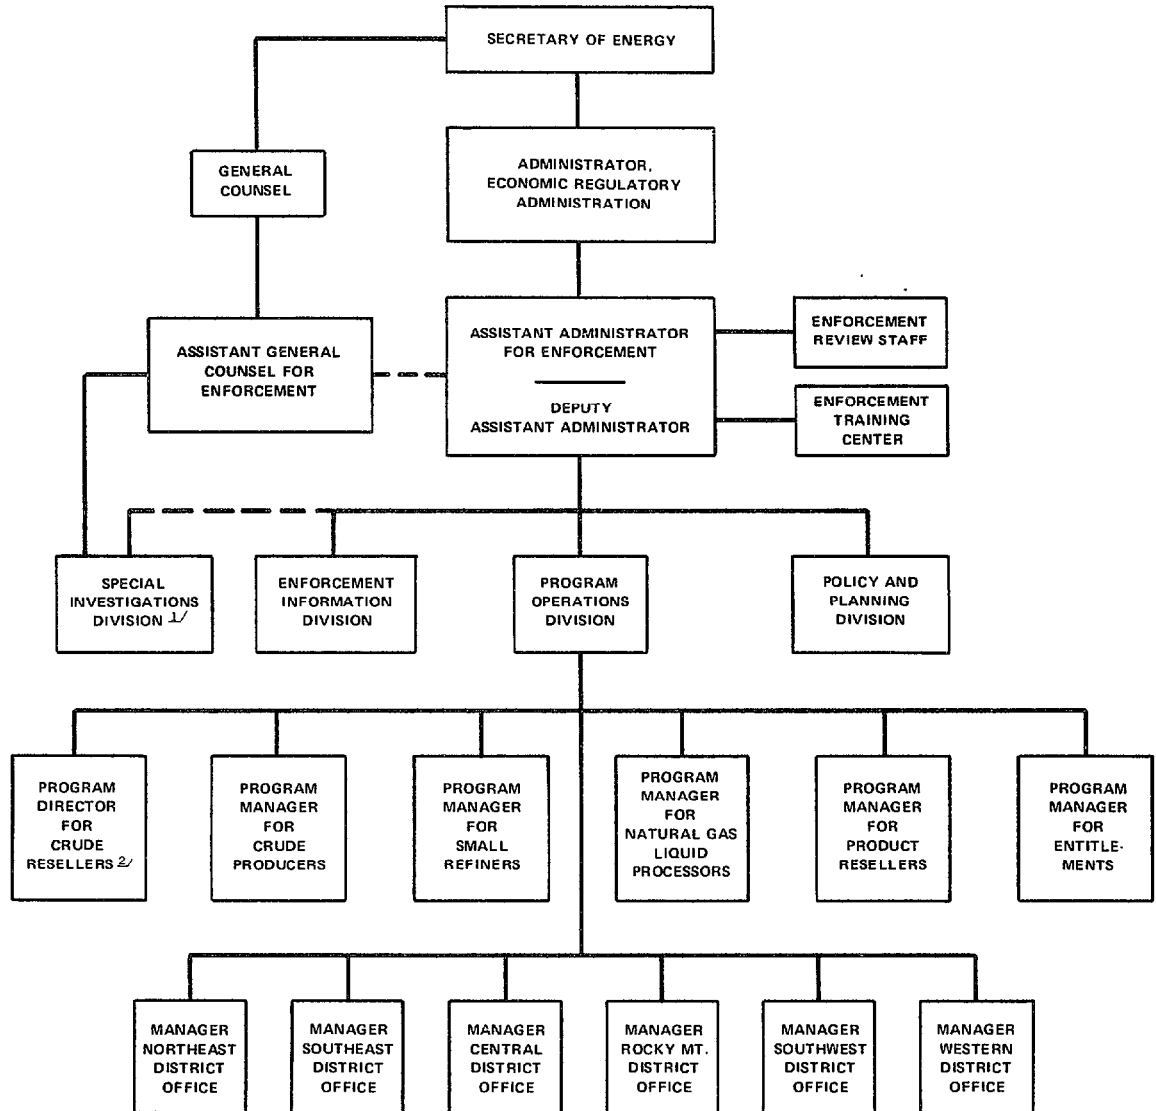 SECRETARY OF ENERGY
GENERAL
COUNSEL
ADMINISTRATOR,
ECONOMIC REGULATORY
ADMINISTRATION
ASSISTANT GENERAL
COUNSEL FOR
ENFORCEMENT
ASSISTANT ADMINISTRATOR
FOR ENFORCEMENT
DEPUTY
ASSISTANT ADMINISTRATOR
ENFORCEMENT
REVIEW STAFF
ENFORCEMENT
TRAINING
CENTER
SPECIAL
INVESTIGATIONS
DIVISION 1/
ENFORCEMENT
INFORMATION
DIVISION
PROGRAM
OPERATIONS
DIVISION
POLICY AND
PLANNING
DIVISION
PROGRAM
DIRECTOR
FOR
CRUDE
RESELLERS 2/
PROGRAM
MANAGER
FOR
CRUDE
PRODUCERS
PROGRAM
MANAGER
FOR
SMALL
REFINERS
PROGRAM
MANAGER
FOR
NATURAL GAS
LIQUID
PROCESSORS
PROGRAM
MANAGER
FOR
PRODUCT
RESELLERS
PROGRAM
MANAGER
FOR
ENTITLE-
MENTS
MANAGER
NORTHEAST
DISTRICT
OFFICE
MANAGER
SOUTHEAST
DISTRICT
OFFICE
MANAGER
CENTRAL
DISTRICT
OFFICE
MANAGER
ROCKY MT.
DISTRICT
OFFICE
MANAGER
SOUTHWEST
DISTRICT
OFFICE
MANAGER
WESTERN
DISTRICT
OFFICE